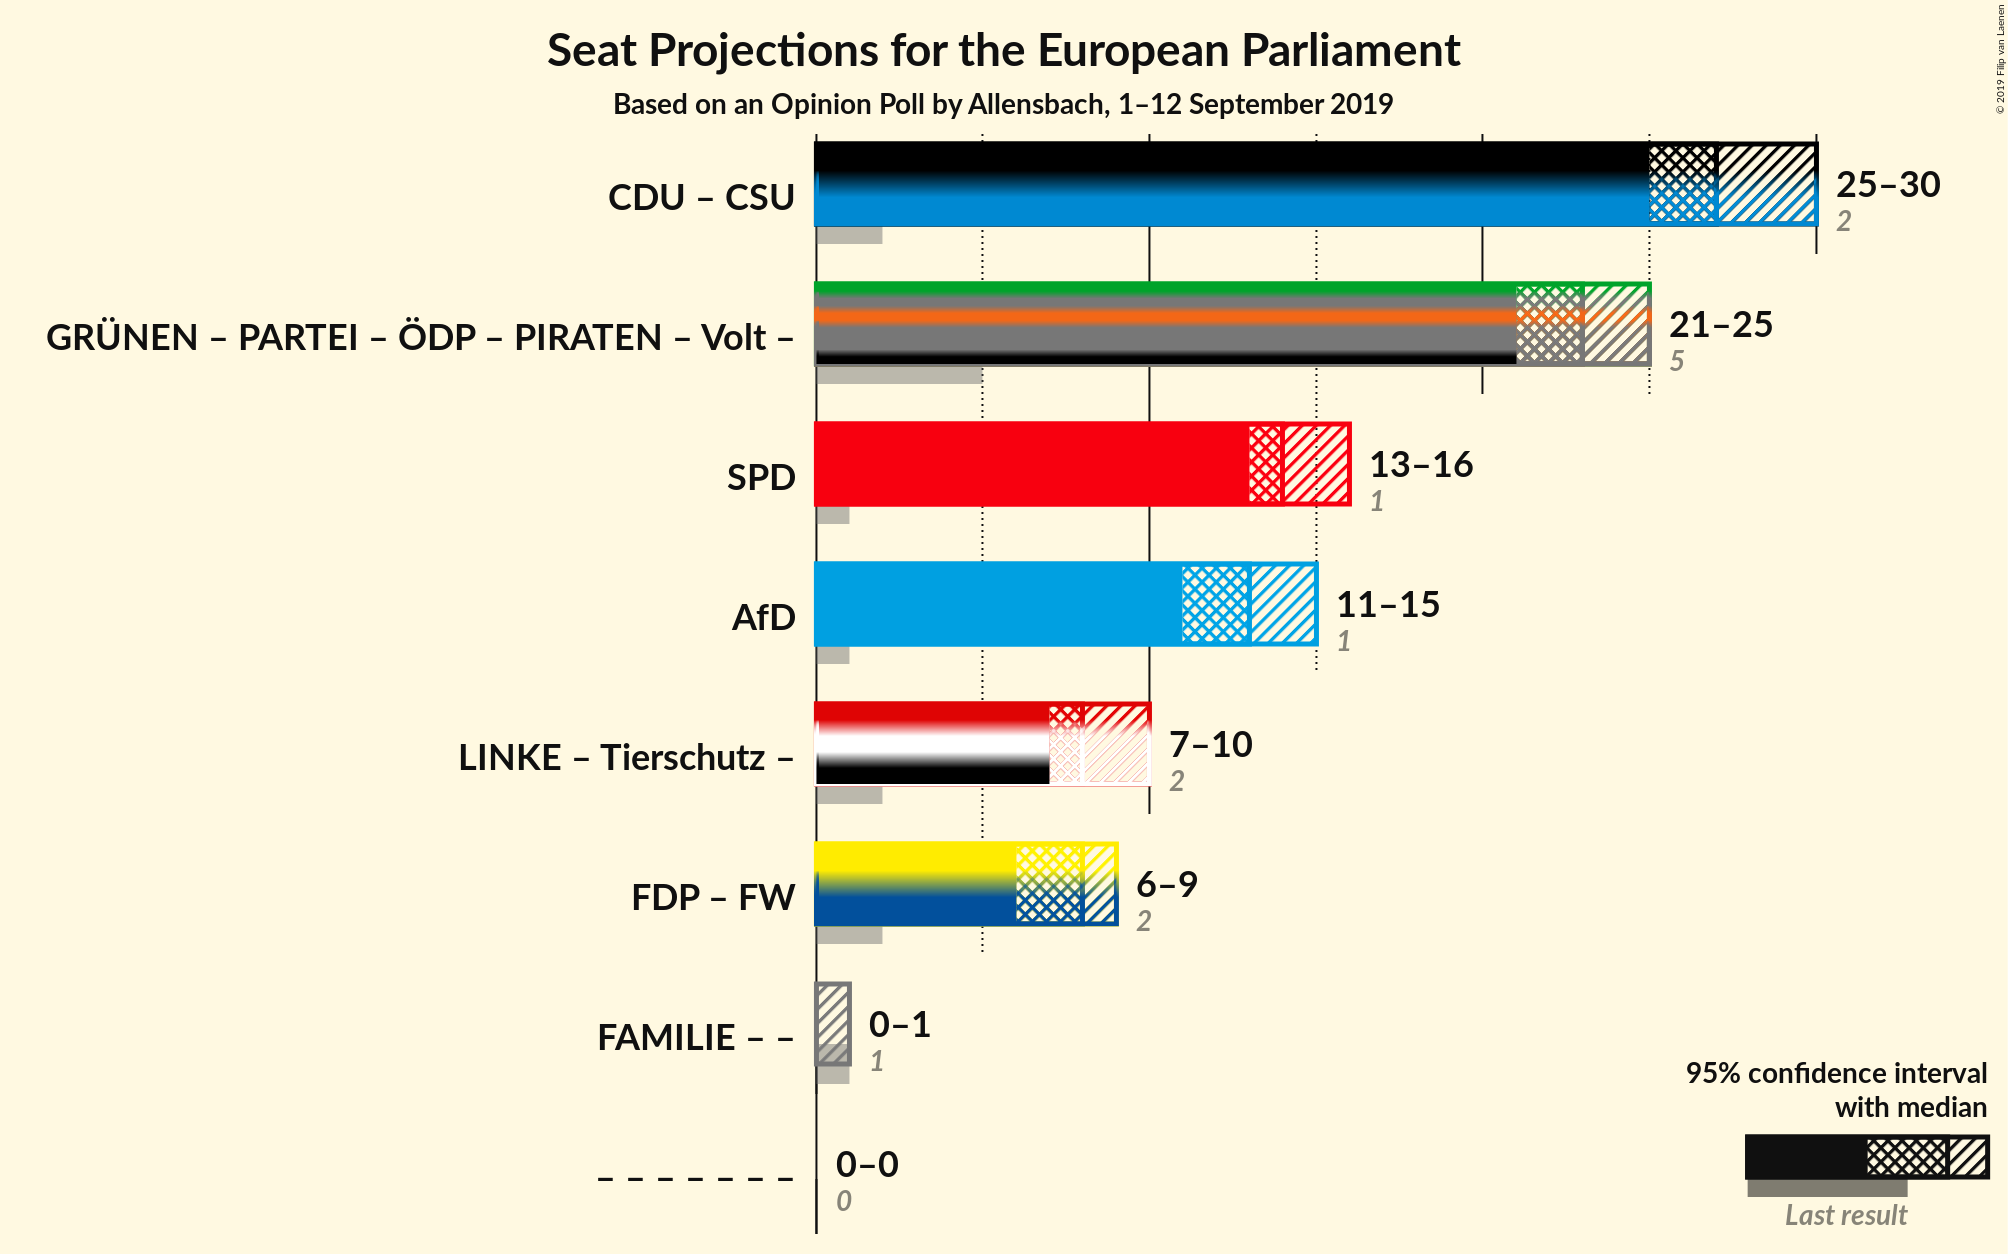 Seat Projections for the European Parliament
Based on an Opinion Poll by Allensbach, 1–12 September 2019
© 2019 Filip van Laenen
CDU – CSU
25–30
2
GRÜNEN – PARTEI – ÖDP – PIRATEN – Volt –
21–25
5
SPD
13–16
1
AfD
11–15
1
LINKE – Tierschutz –
7–10
2
FDP – FW
6–9
2
FAMILIE – –
0–1
1
– – – – – – –
0–0
0
95% confidence interval
with median
Last result